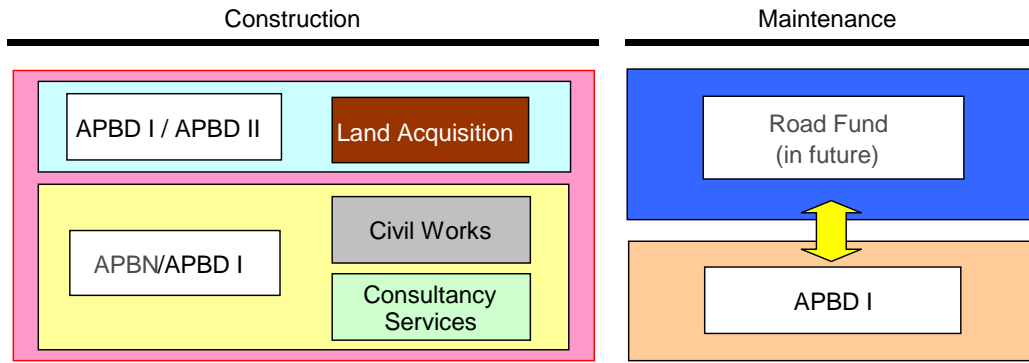 Construction
APBD I / APBD II
Land Acquisition
APBN/APBD I
Civil Works
Consultancy
Services
Maintenance
Road Fund
(in future)
APBD I